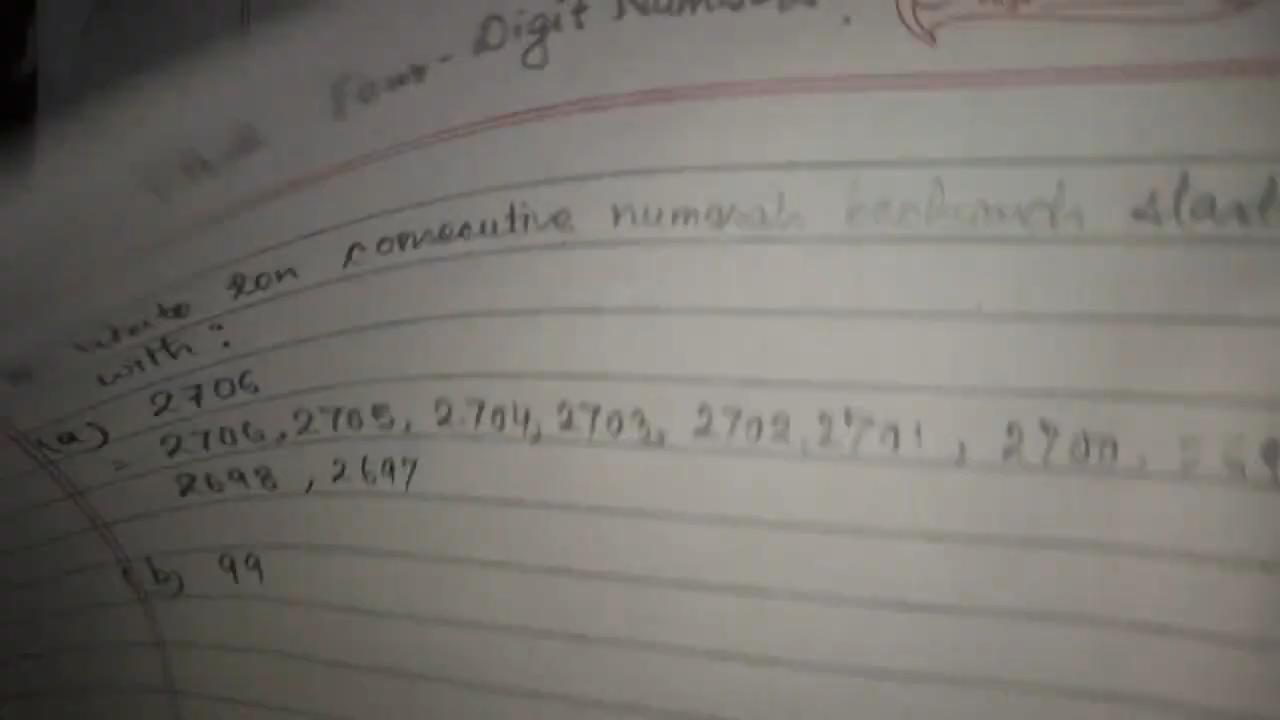 Four-Digit Numbers.
Write ten consecutive numerals backwards start
with:
(a) 2706
= 2706, 2705, 2704, 2703, 2702, 2701, 2700,
2698, 2697
(b) 99